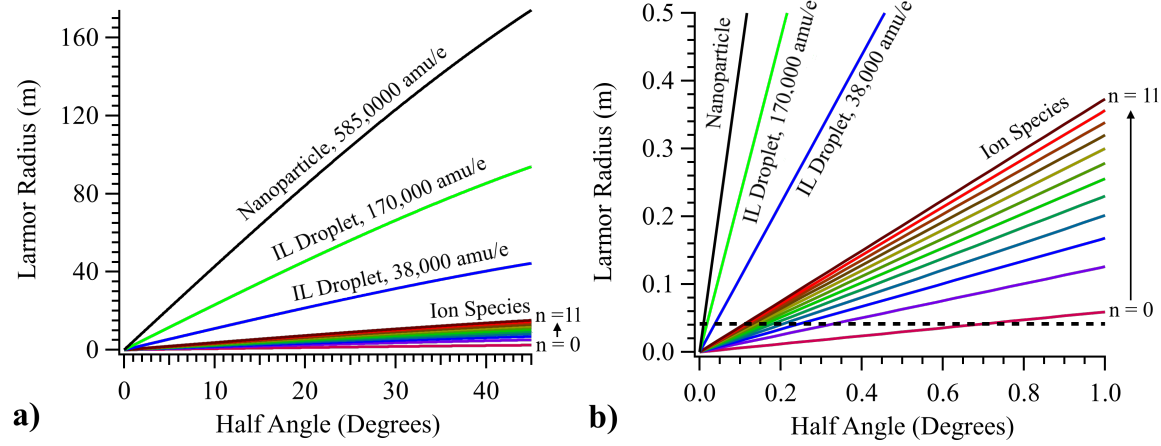 160
120
80
40
0
Larmor Radius (m)
Nanoparticle, 585,0000 amu/e
IL Droplet, 170,000 amu/e
IL Droplet, 38,000 amu/e
Ion Species
n =11
n = 0
0
10
20
30
40
Half Angle (Degrees)
a)
0.5
0.4
0.3
0.2
0.1
0.0
Larmor Radius (m)
Nanoparticle
IL Droplet, 170.000 amu/e
IL Droplet, 38,000 amu/e
Ion Species
n = 11
n = 0
0.0
0.2
0.4
0.6
0.8
1.0
Half Angle (Degrees)
b)